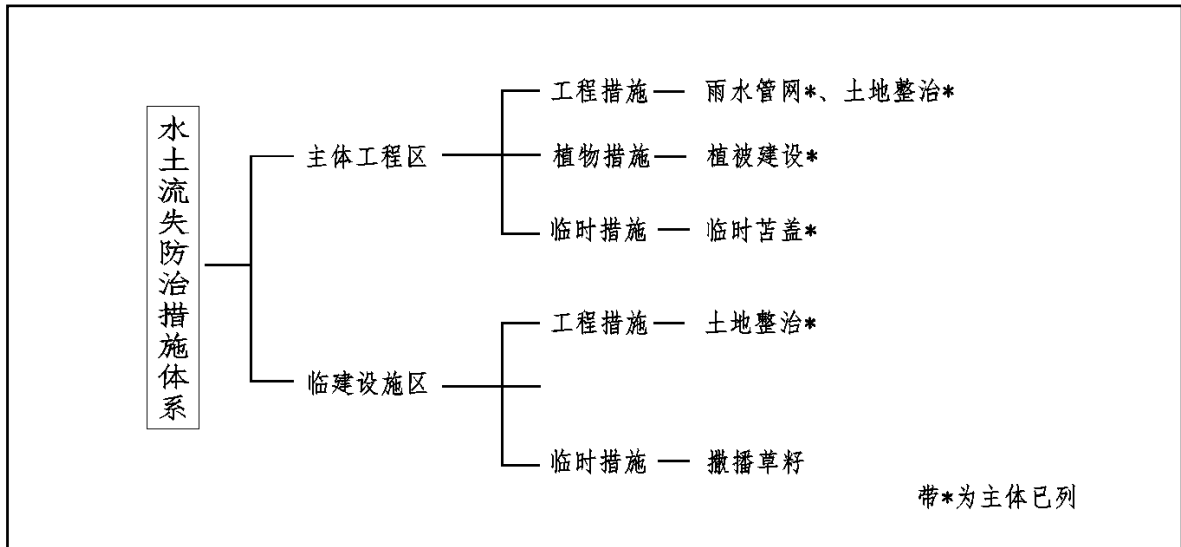 水土流失防治措施体系
主体工程区
工程措施 — 雨水管网*、土地整治*
植物措施 — 植被建设*
临时措施 — 临时苫盖*
临建设施区
工程措施 — 土地整治*
临时措施 — 撒播草籽
带*为主体已列